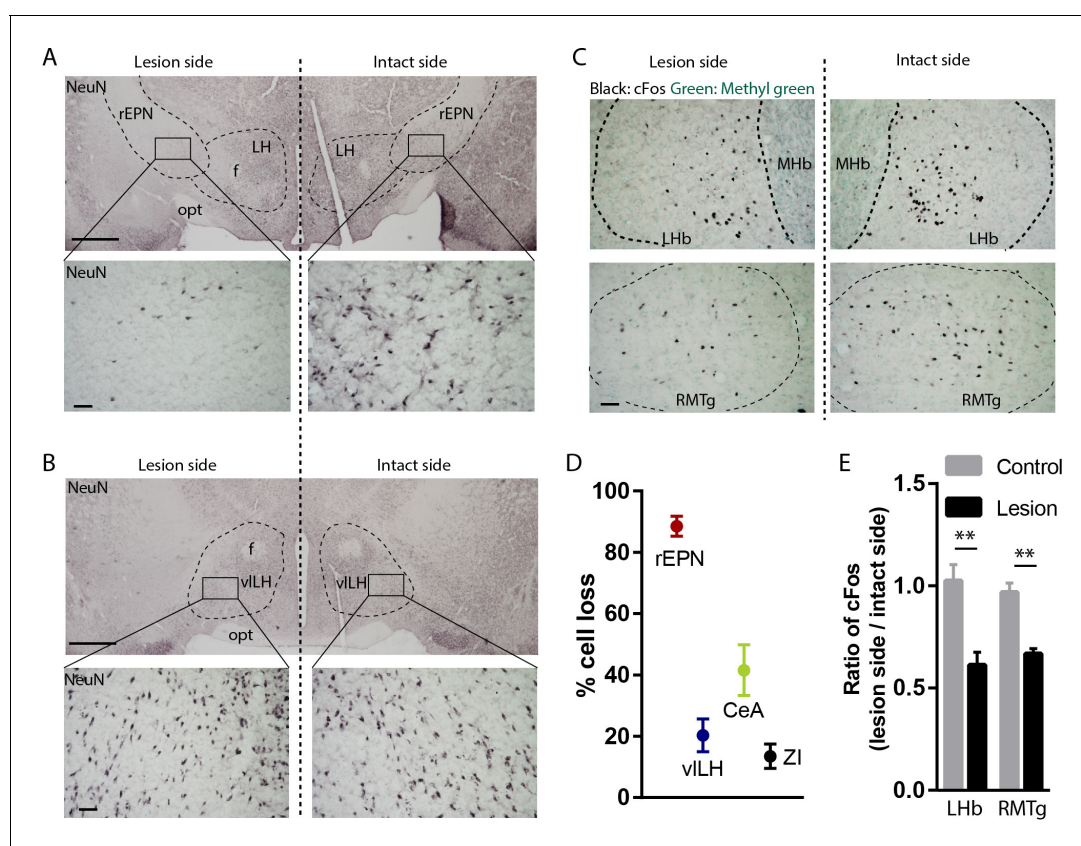 A
Lesion side
Intact side
NeuN
rEPN
rEPN
LH
LH
f
opt
NeuN
B
Lesion side
Intact side
NeuN
f
vlLH
vlLH
opt
NeuN
C
Lesion side
Intact side
Black: cFos Green: Methyl green
MHb
MHb
LHb
LHb
RMTg
RMTg
D
% cell loss
100
80
60
40
20
0
rEPN
vlLH
CeA
ZI
E
Control
Lesion
Ratio of cFos
(lesion side / intact side)
1.5
1.0
0.5
0.0
**
**
LHb
RMTg